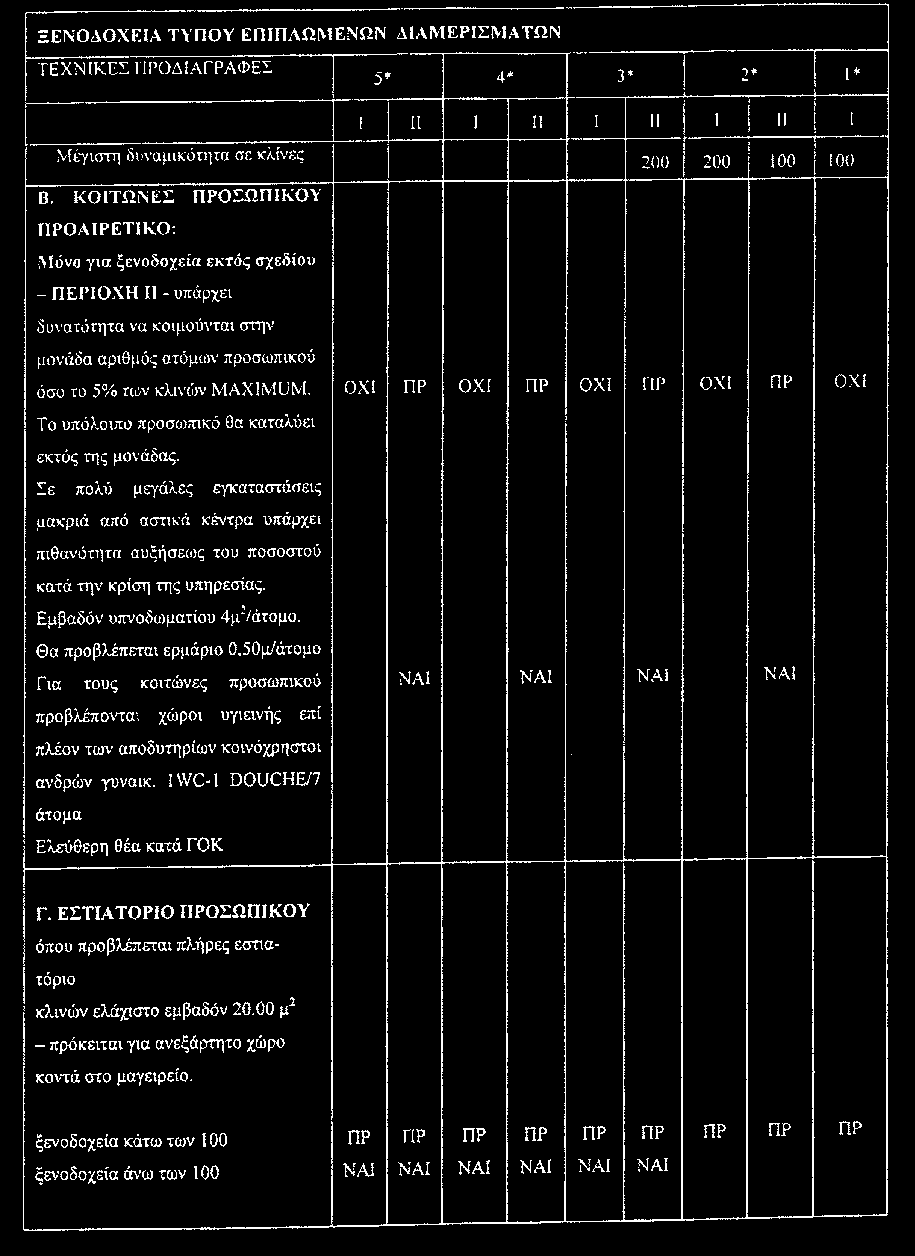 ΞΕΝΟΔΟΧΕΙΑ ΤΥΠΟΥ ΕΠΙΠΛΩΜΕΝΩΝ ΔΙΑΜΕΡΙΣΜΑΤΩΝ
ΤΕΧΝΙΚΕΣ ΠΡΟΔΙΑΓΡΑΦΕΣ 5* 4* 3* 2* 1*
I II I II I II I II I
Μέγιστη δυναμικότητα σε κλίνες 200 200 100 100
Β. ΚΟΙΤΩΝΕΣ ΠΡΟΣΩΠΙΚΟΥ
ΠΡΟΑΙΡΕΤΙΚΟ:
Μόνο για ξενοδοχεία εκτός σχεδίου
– ΠΕΡΙΟΧΗ ΙΙ - υπάρχει
δυνατότητα να κοιμούνται στην
μονάδα αριθμός ατόμων προσωπικού
όσο το 5% των κλινών MAXIMUM. ΟΧΙ ΠΡ ΟΧΙ ΠΡ ΟΧΙ ΠΡ ΟΧΙ ΠΡ ΟΧΙ
Το υπόλοιπο προσωπικό θα καταλύει
εκτός της μονάδας.
Σε πολύ μεγάλες εγκαταστάσεις
μακριά από αστικά κέντρα υπάρχει
πιθανότητα αυξήσεως του ποσοστού
κατά την κρίση της υπηρεσίας.
Εμβαδόν υπνοδωματίου 4μ²/άτομο.
Θα προβλέπεται ερμάριο 0,50μ/άτομο
Για τους κοιτώνες προσωπικού ΝΑΙ ΝΑΙ ΝΑΙ ΝΑΙ
προβλέπονται χώροι υγιεινής επί
πλέον των αποδυτηρίων κοινόχρηστοι
ανδρών γυναικ. 1WC-1 DOUCHE/7
άτομα
Ελεύθερη θέα κατά ΓΟΚ
Γ. ΕΣΤΙΑΤΟΡΙΟ ΠΡΟΣΩΠΙΚΟΥ
όπου προβλέπεται πλήρες εστια-
τόριο
κλινών ελάχιστο εμβαδόν 20.00 μ²
– πρόκειται για ανεξάρτητο χώρο
κοντά στο μαγειρείο.
ξενοδοχεία κάτω των 100 ΠΡ ΠΡ ΠΡ ΠΡ ΠΡ ΠΡ ΠΡ ΠΡ ΠΡ
ξενοδοχεία άνω των 100 ΝΑΙ ΝΑΙ ΝΑΙ ΝΑΙ ΝΑΙ ΝΑΙ